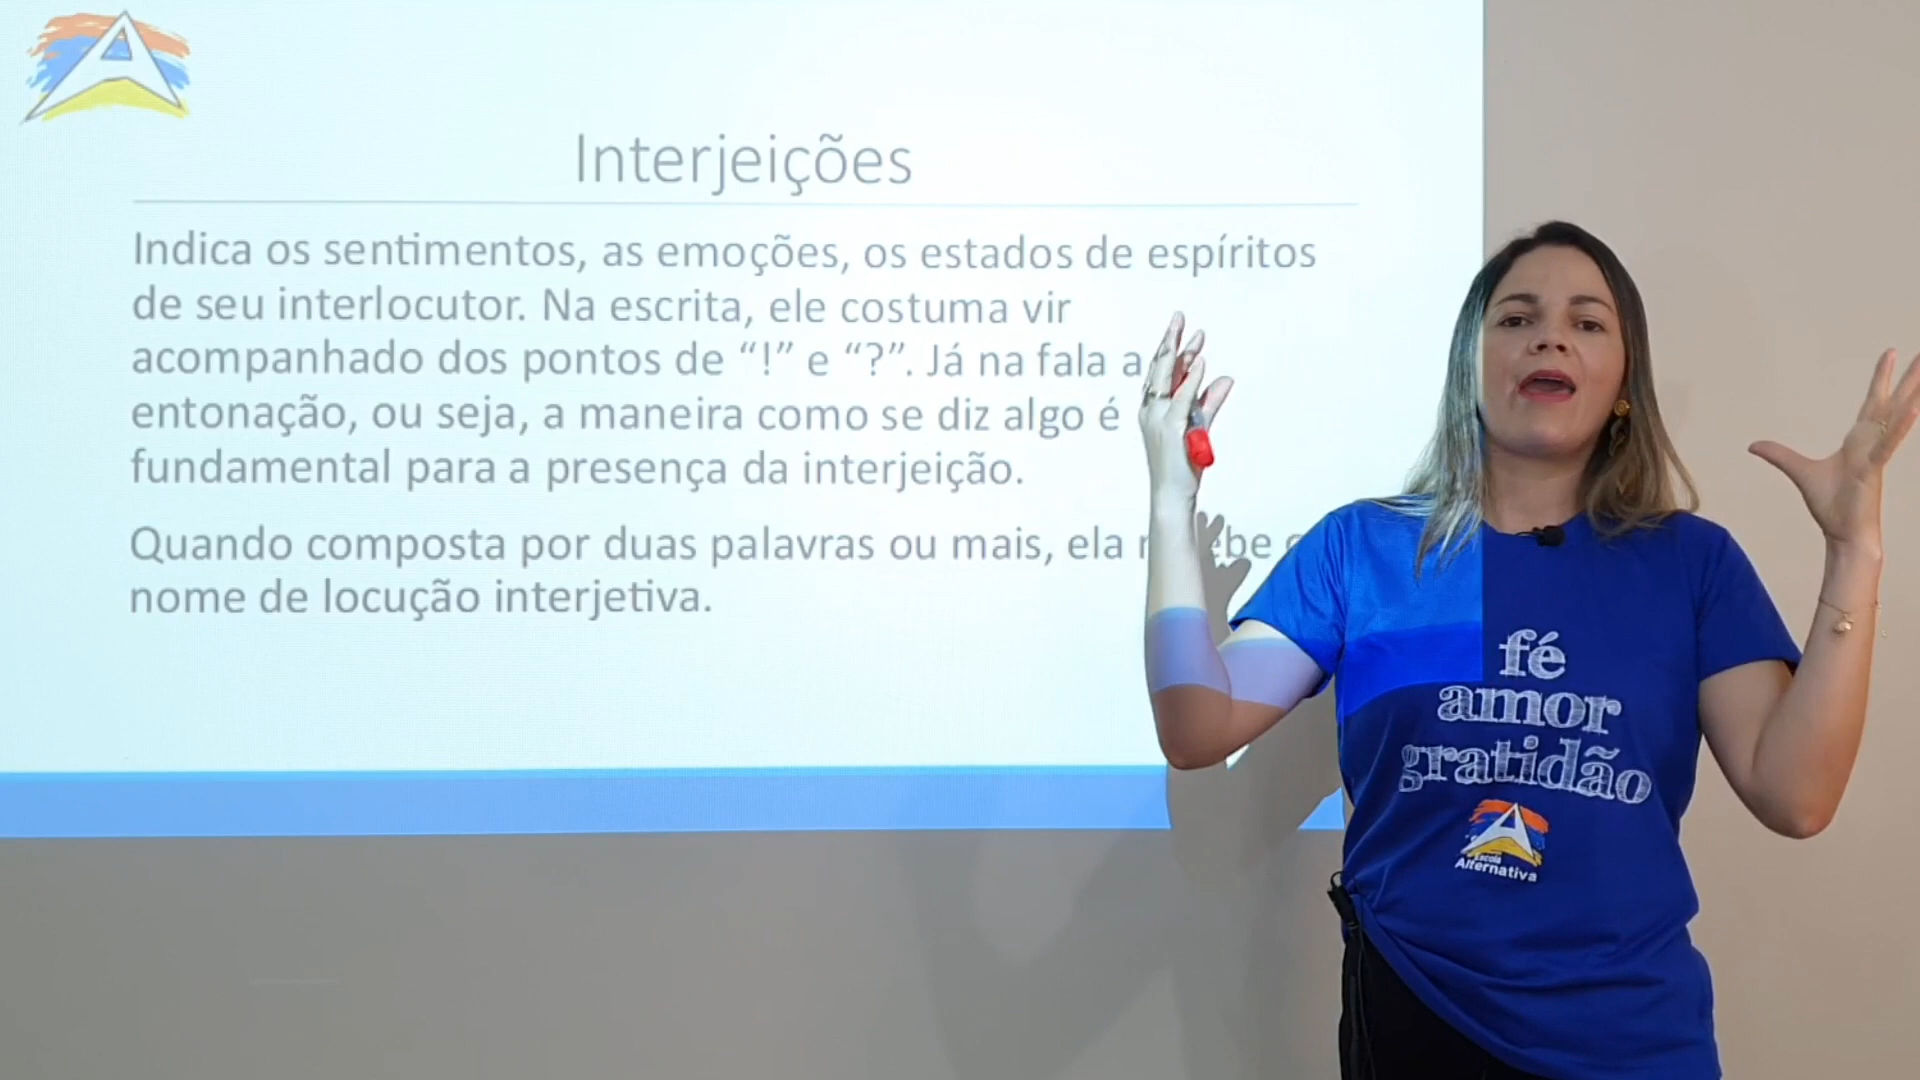 Interjeições
Indica os sentimentos, as emoções, os estados de espíritos
de seu interlocutor. Na escrita, ele costuma vir
acompanhado dos pontos de “!” e “?”. Já na fala a
entonação, ou seja, a maneira como se diz algo é
fundamental para a presença da interjeição.
Quando composta por duas palavras ou mais, ela
nome de locução interjetiva.
fé
amor
gratidão
Escola
Alternativa